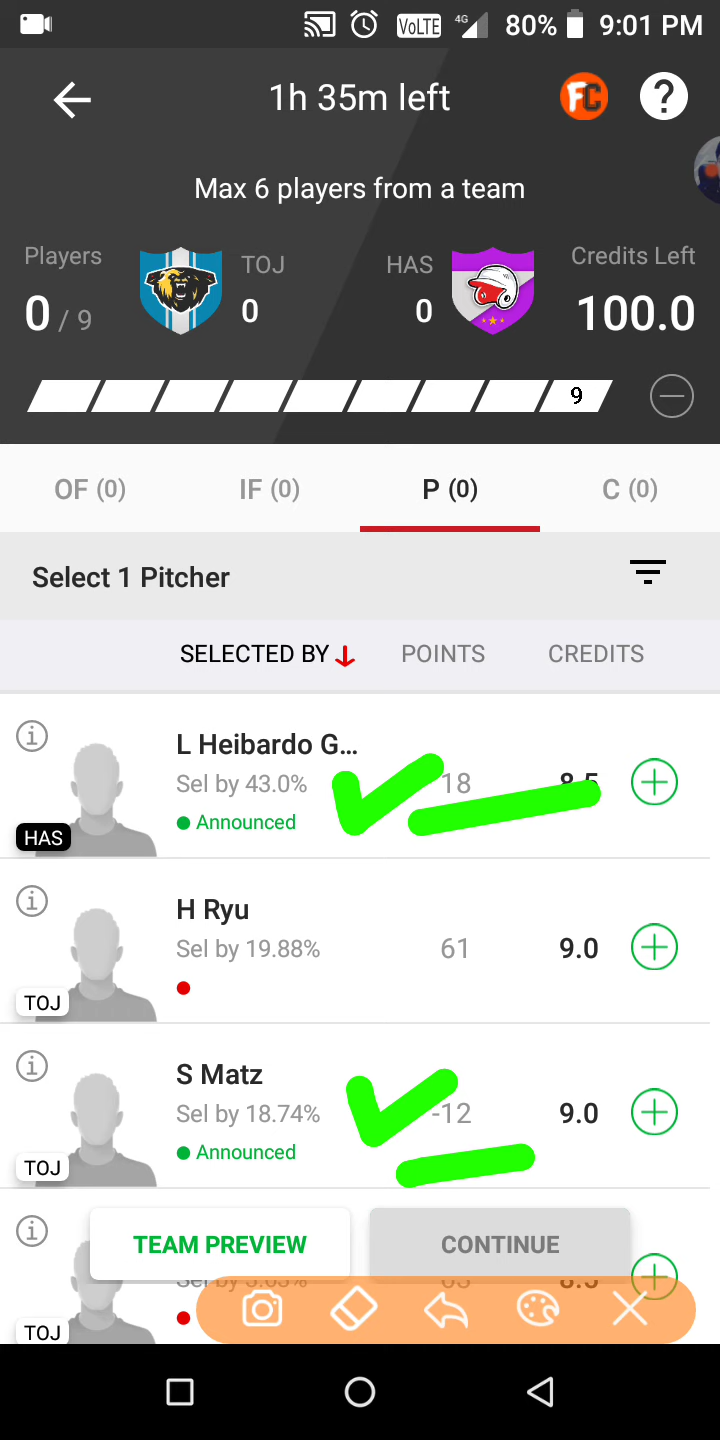 VoLTE 4G 80% 9:01 PM
1h 35m left FC ?
Max 6 players from a team
Players TOJ HAS Credits Left
0 / 9 0 0 100.0
9
OF (0) IF (0) P (0) C (0)
Select 1 Pitcher
SELECTED BY POINTS CREDITS
L Heibardo G...
Sel by 43.0% 18 8.5
Announced
HAS
H Ryu
Sel by 19.88% 61 9.0
TOJ
S Matz
Sel by 18.74% -12 9.0
Announced
TOJ
TEAM PREVIEW CONTINUE
TOJ